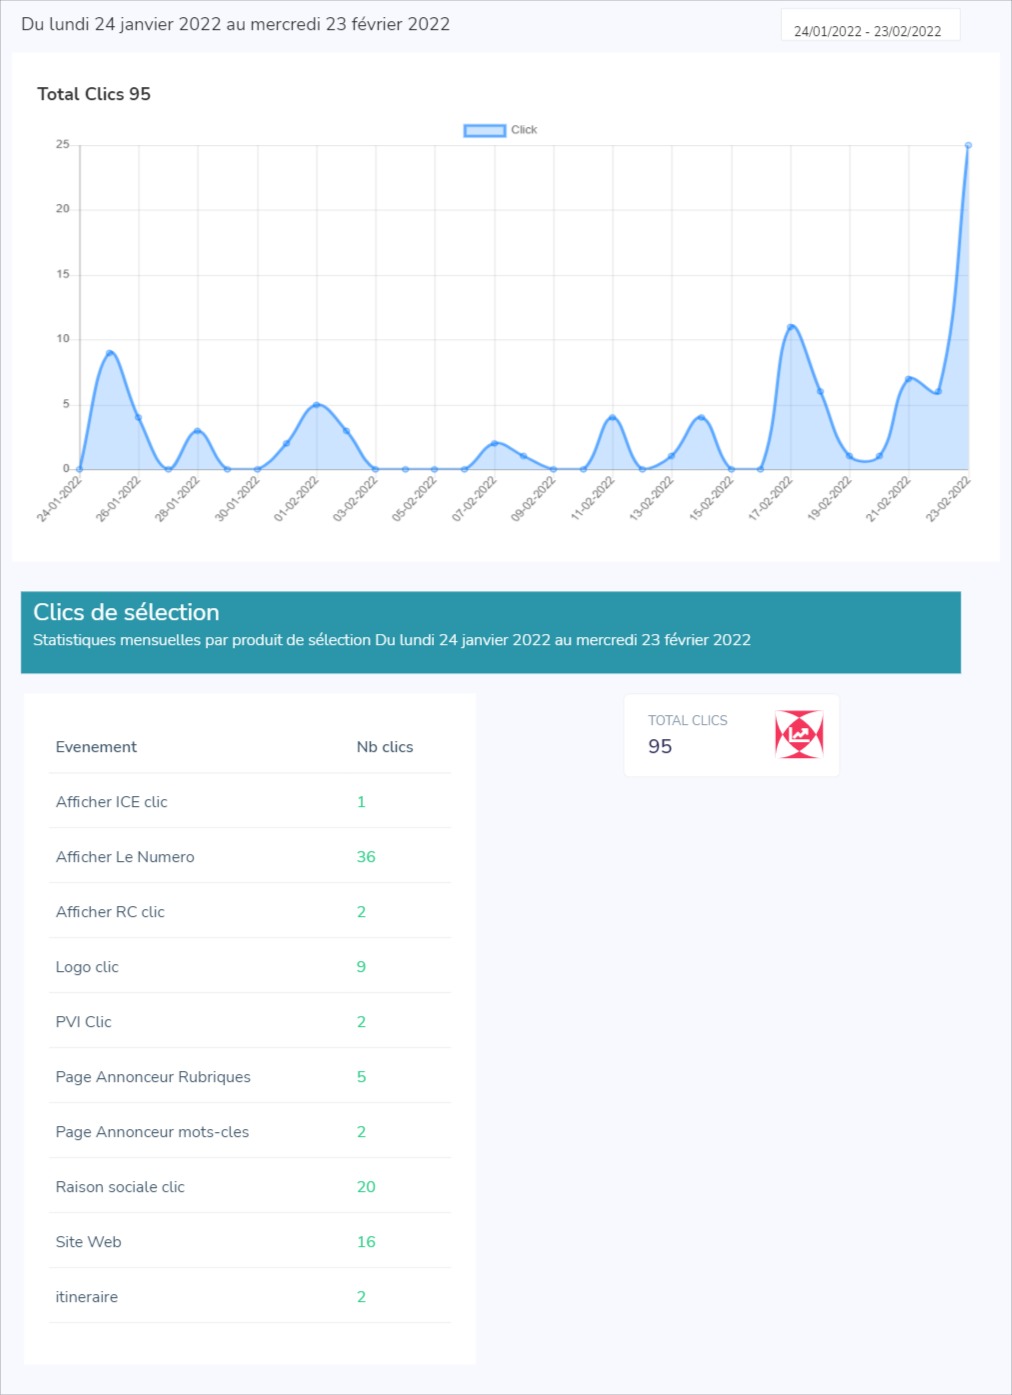 Du lundi 24 janvier 2022 au mercredi 23 février 2022
24/01/2022 - 23/02/2022
Total Clics 95
Click
25
20
15
10
5
0
24-01-2022
26-01-2022
28-01-2022
30-01-2022
01-02-2022
03-02-2022
05-02-2022
07-02-2022
09-02-2022
11-02-2022
13-02-2022
15-02-2022
17-02-2022
19-02-2022
21-02-2022
23-02-2022
Clics de sélection
Statistiques mensuelles par produit de sélection Du lundi 24 janvier 2022 au mercredi 23 février 2022
Evenement Nb clics
Afficher ICE clic 1
Afficher Le Numero 36
Afficher RC clic 2
Logo clic 9
PVI Clic 2
Page Annonceur Rubriques 5
Page Annonceur mots-cles 2
Raison sociale clic 20
Site Web 16
itineraire 2
TOTAL CLICS
95